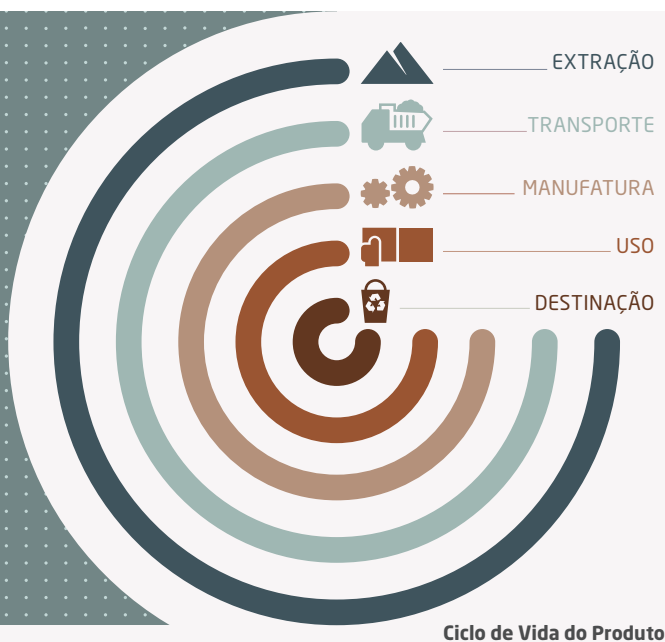 EXTRAÇÃO
TRANSPORTE
MANUFATURA
USO
DESTINAÇÃO
Ciclo de Vida do Produto